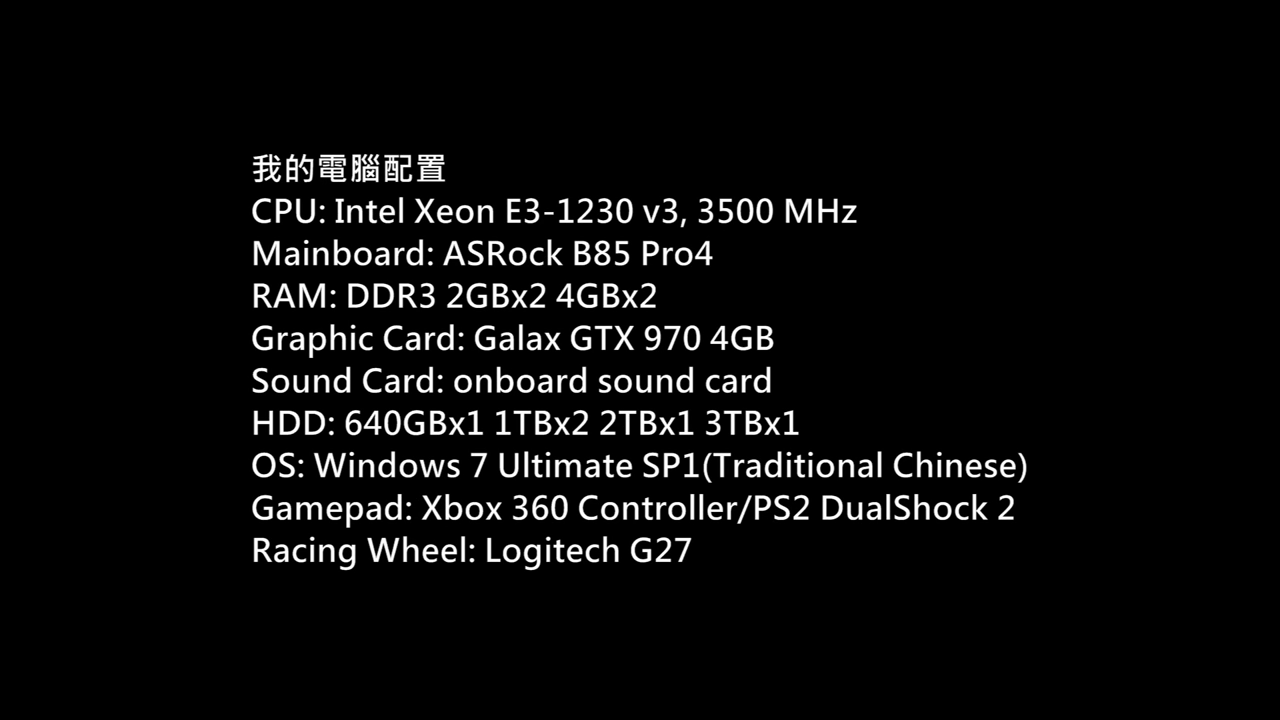 我的電腦配置
CPU: Intel Xeon E3-1230 v3, 3500 MHz
Mainboard: ASRock B85 Pro4
RAM: DDR3 2GBx2 4GBx2
Graphic Card: Galax GTX 970 4GB
Sound Card: onboard sound card
HDD: 640GBx1 1TBx2 2TBx1 3TBx1
OS: Windows 7 Ultimate SP1(Traditional Chinese)
Gamepad: Xbox 360 Controller/PS2 DualShock 2
Racing Wheel: Logitech G27